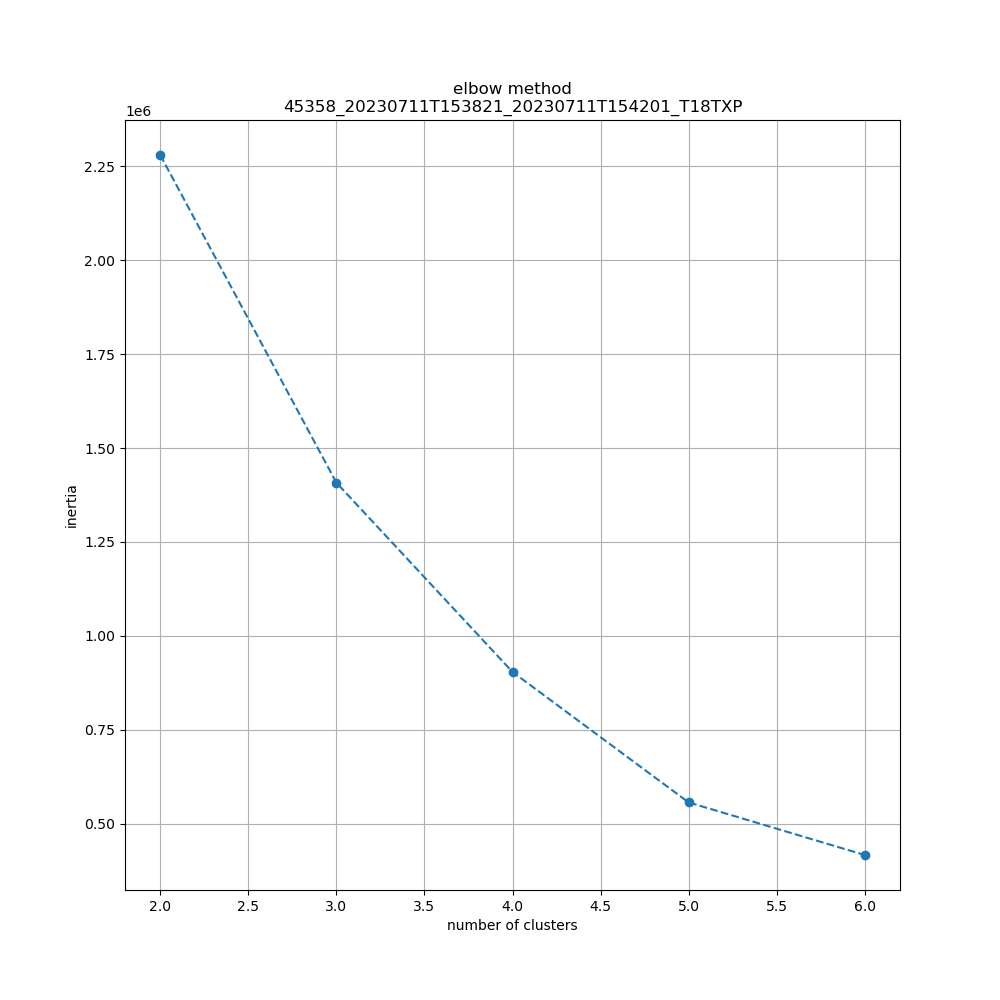 elbow method
45358_20230711T153821_20230711T154201_T18TXP
1e6
2.25
2.00
1.75
1.50
1.25
1.00
0.75
0.50
inertia
2.0 2.5 3.0 3.5 4.0 4.5 5.0 5.5 6.0
number of clusters